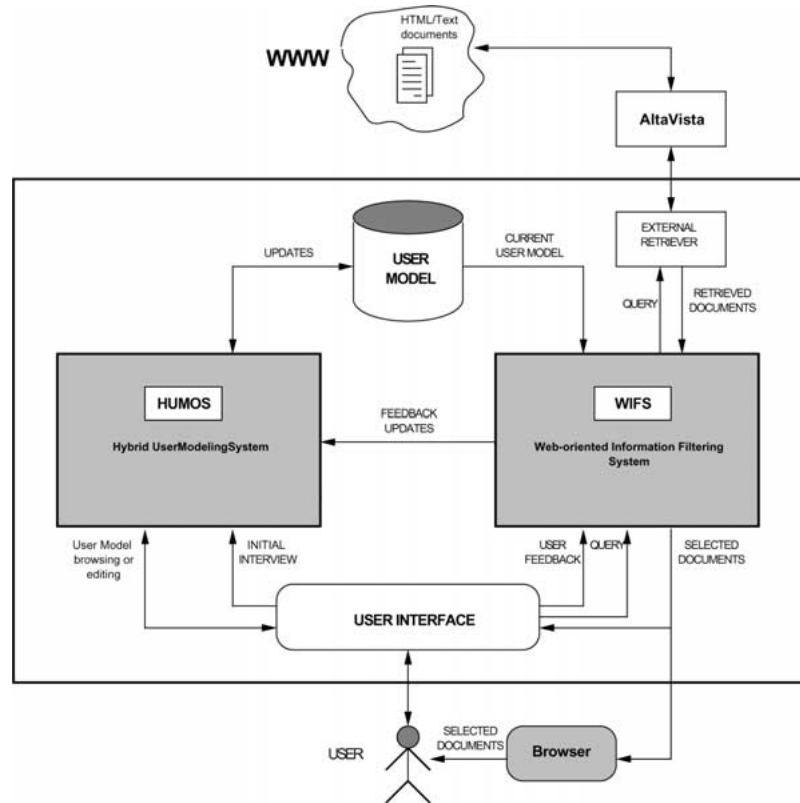 HTML/Text
documents
WWW
AltaVista
EXTERNAL
RETRIEVER
UPDATES
USER
MODEL
CURRENT
USER MODEL
QUERY
RETRIEVED
DOCUMENTS
HUMOS
Hybrid UserModelingSystem
FEEDBACK
UPDATES
WIFS
Web-oriented Information Filtering
System
User Model
browsing or
editing
INITIAL
INTERVIEW
USER
FEEDBACK
QUERY
SELECTED
DOCUMENTS
USER INTERFACE
USER
SELECTED
DOCUMENTS
Browser